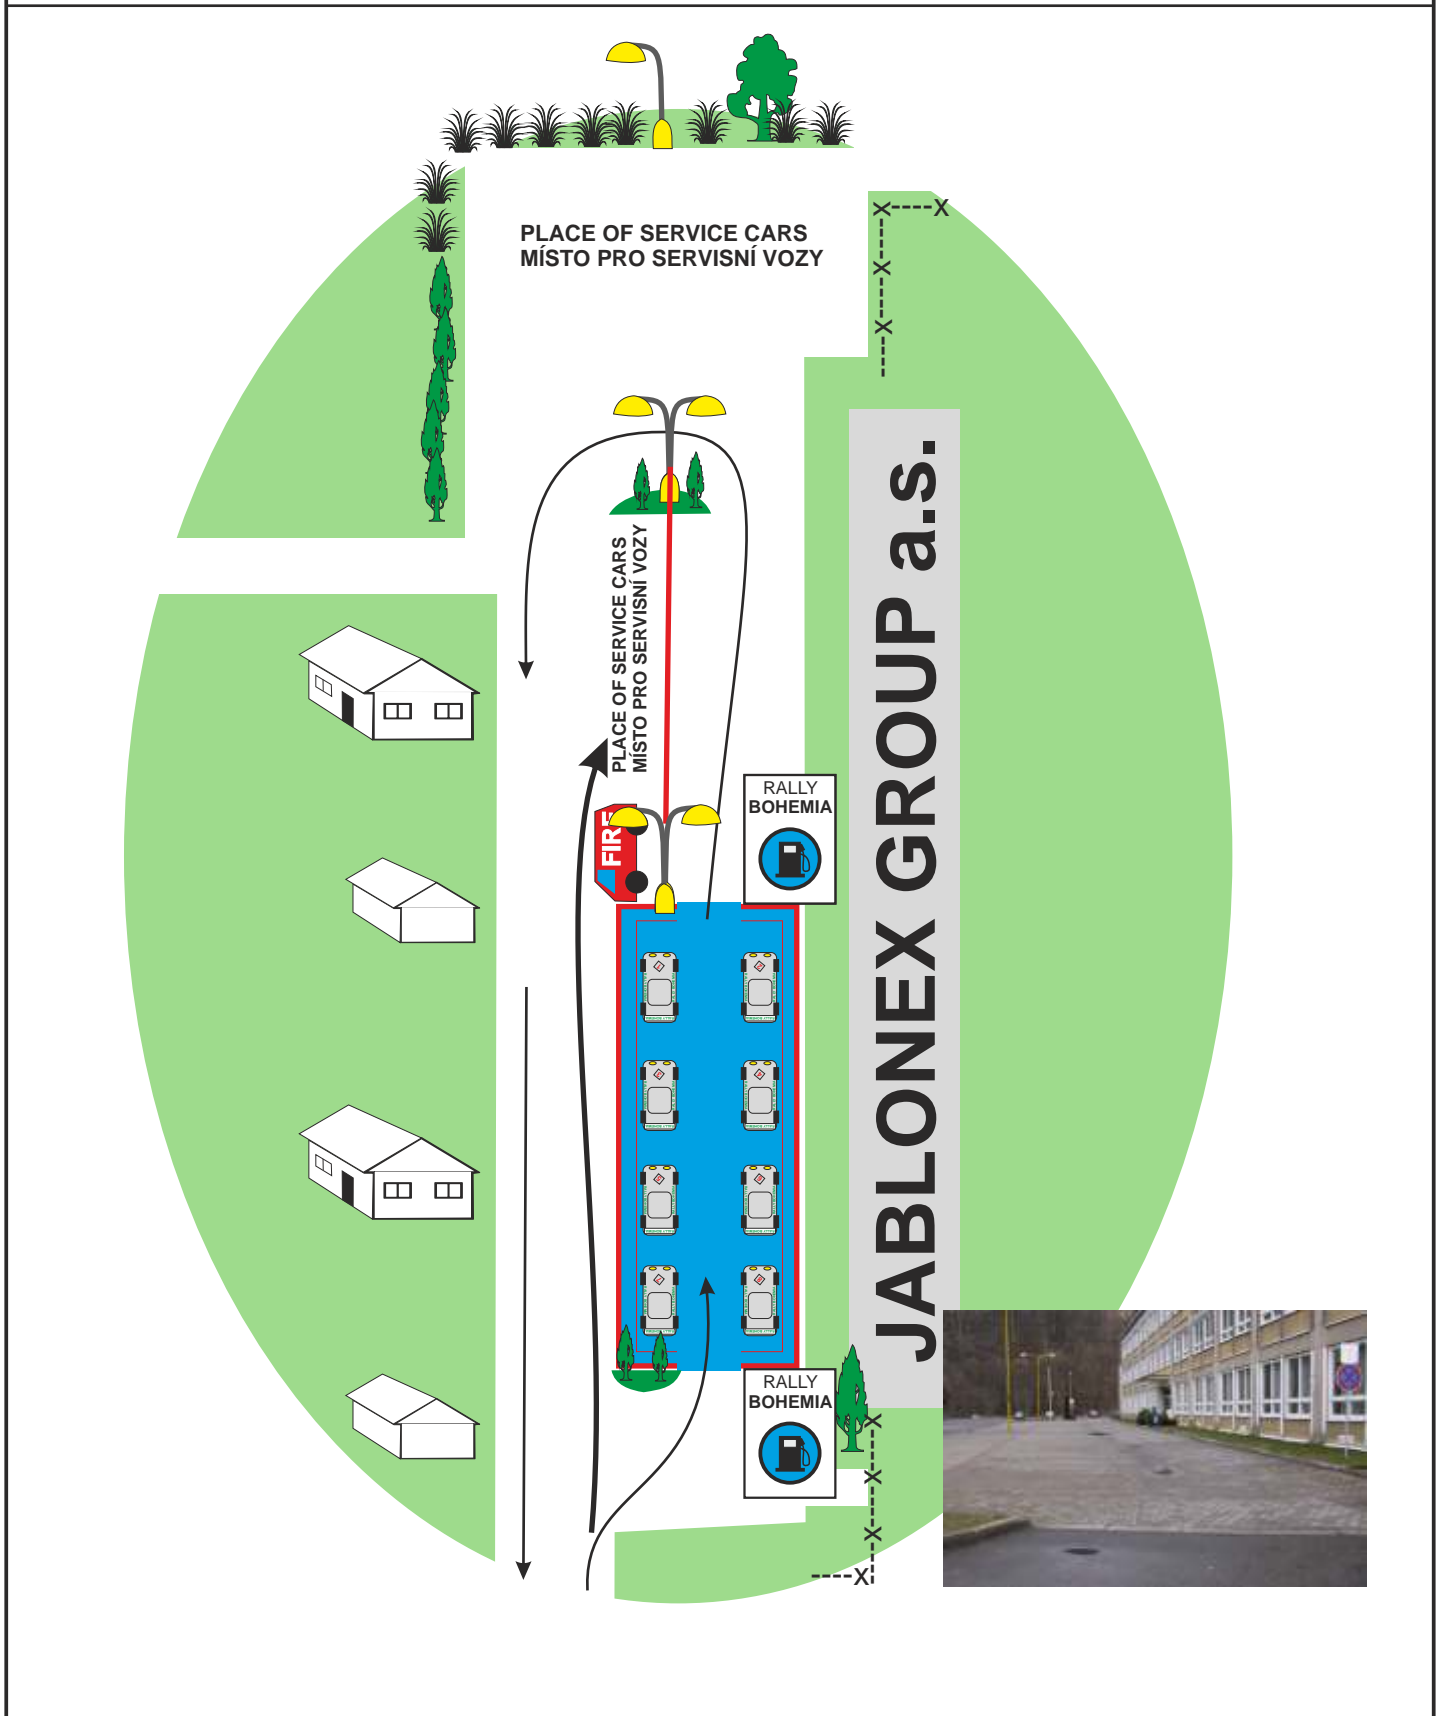 PLACE OF SERVICE CARS
MÍSTO PRO SERVISNÍ VOZY
PLACE OF SERVICE CARS
MÍSTO PRO SERVISNÍ VOZY
JABLONEX GROUP a.s.
RALLY
BOHEMIA
FIRE
RALLY
BOHEMIA